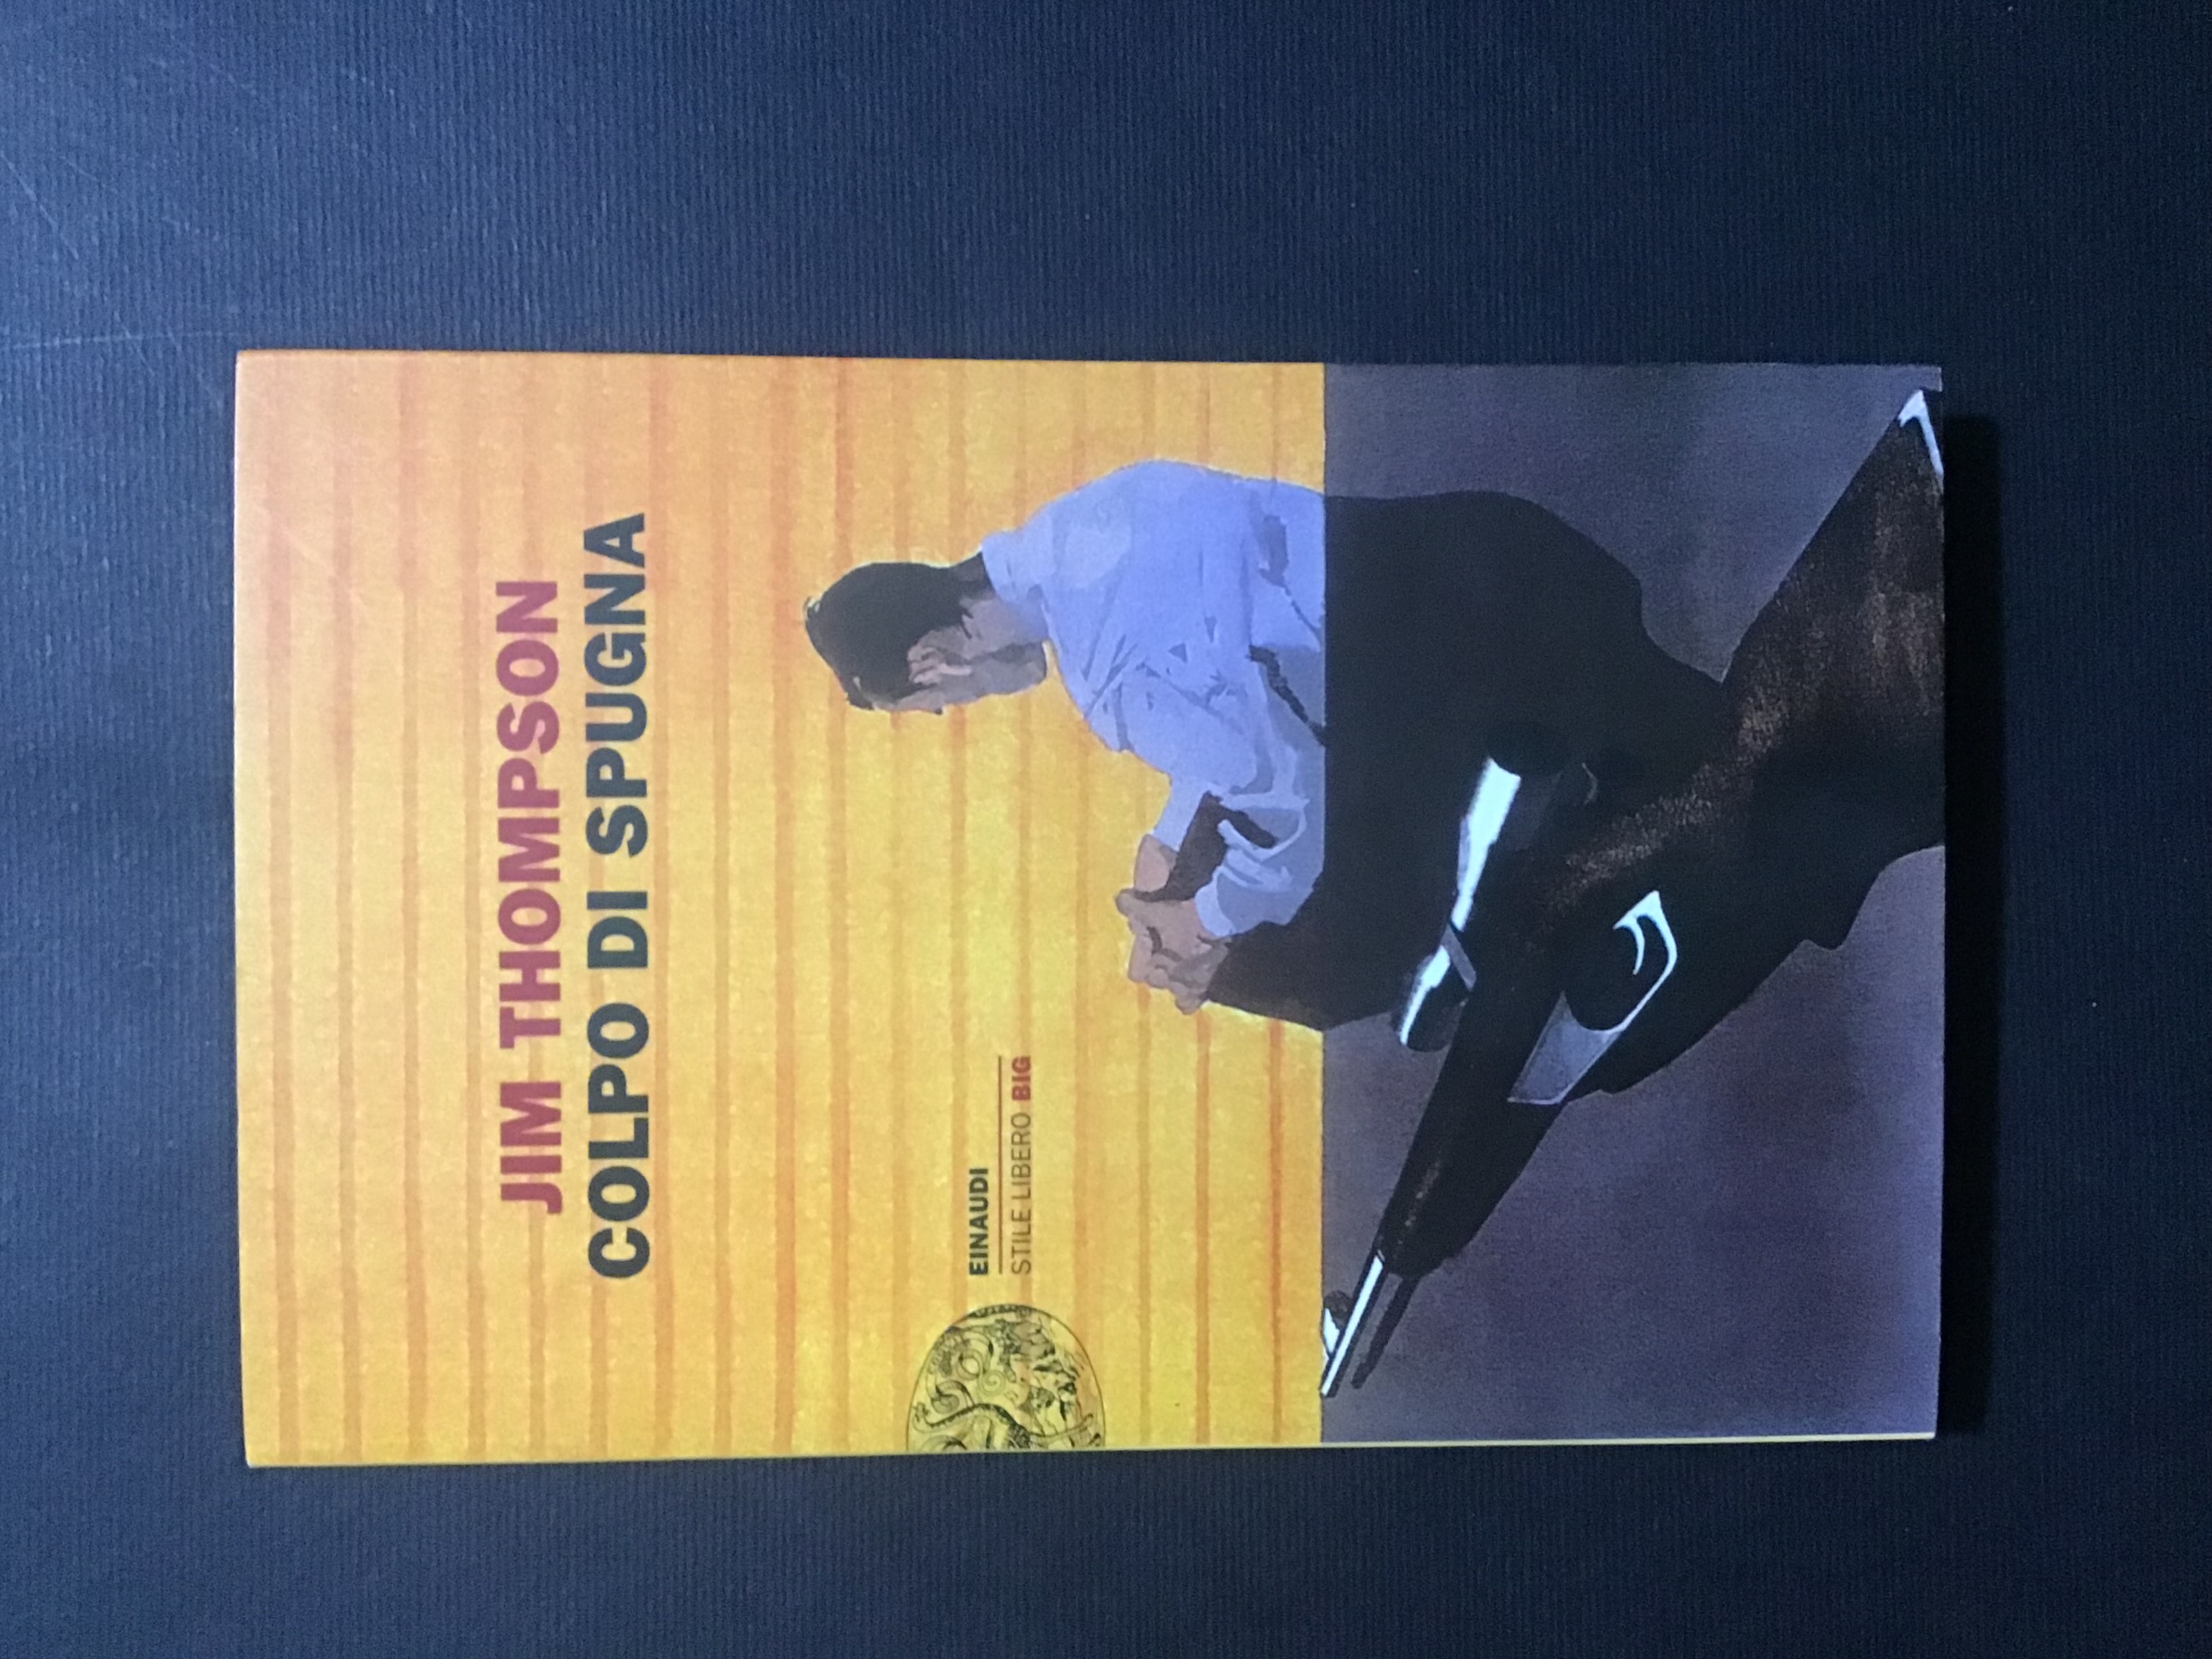 JIM THOMPSON
COLPO DI SPUGNA
EINAUDI
STILE LIBERO BIG